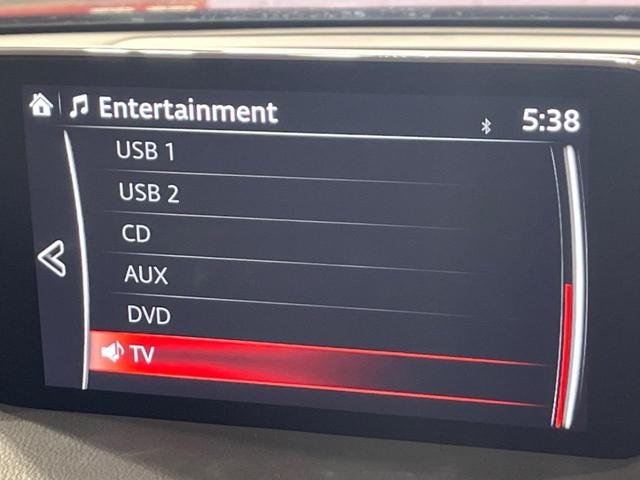 Entertainment
5:38
USB 1
USB 2
CD
AUX
DVD
TV